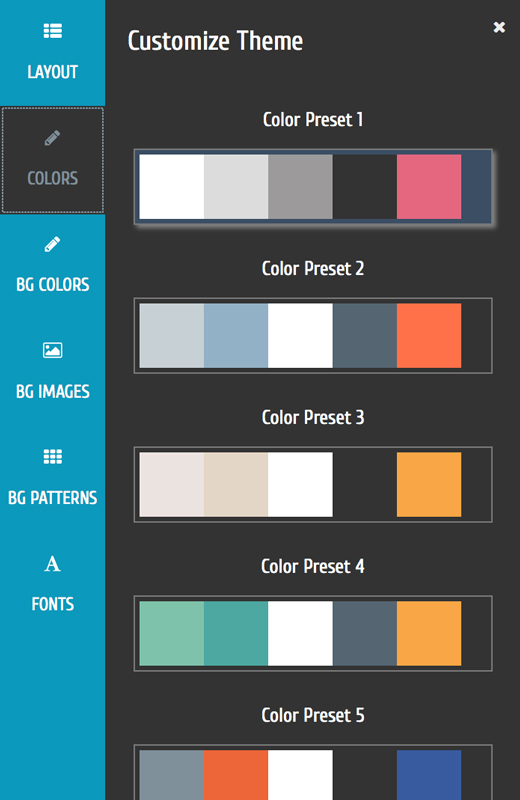 LAYOUT
COLORS
BG COLORS
BG IMAGES
BG PATTERNS
FONTS
Customize Theme
Color Preset 1
Color Preset 2
Color Preset 3
Color Preset 4
Color Preset 5